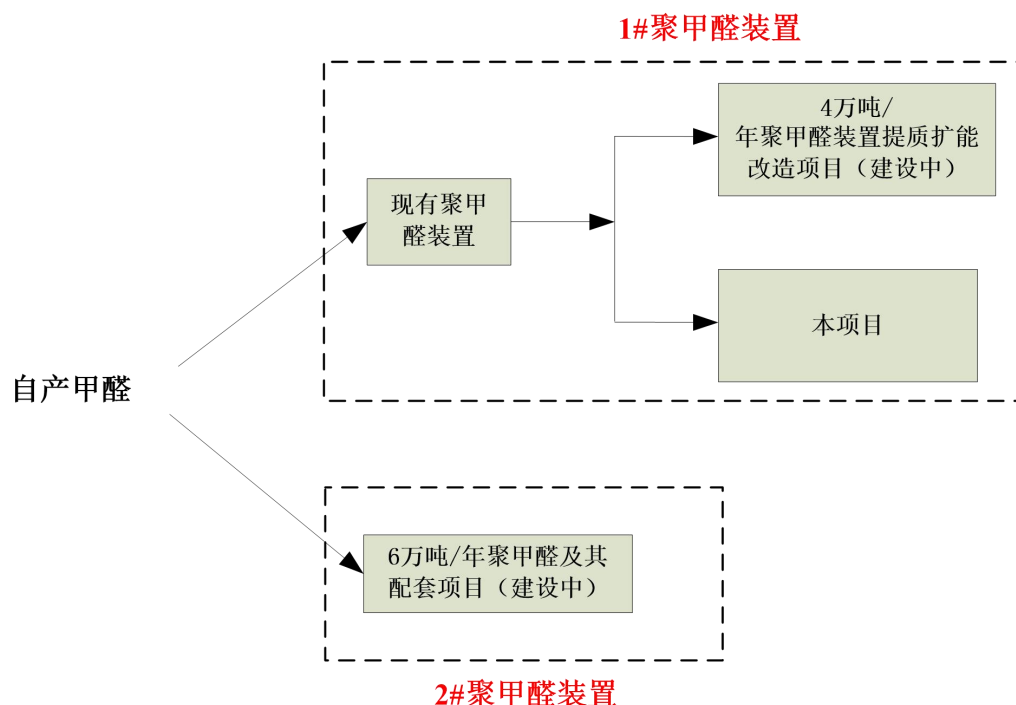 1#聚甲醛装置
4万吨/
年聚甲醛装置提质扩能
改造项目（建设中）
现有聚甲
醛装置
本项目
自产甲醛
6万吨/年聚甲醛及其
配套项目（建设中）
2#聚甲醛装置